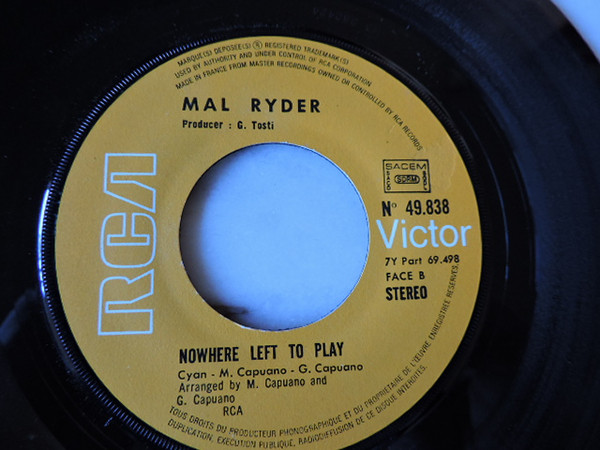 MARQUE(S) DEPOSEE(S) ® REGISTERED TRADEMARK(S)
USED BY AUTHORITY AND UNDER CONTROL OF RCA CORPORATION
MADE IN FRANCE FROM MASTER RECORDINGS OWNED OR CONTROLLED BY RCA RECORDS
MAL RYDER
Producer : G. Tosti
RCA
SACEM
SDRM
N° 49.838
Victor
7Y Part 69.498
FACE B
STEREO
NOWHERE LEFT TO PLAY
Cyan - M. Capuano - G. Capuano
Arranged by M. Capuano and
G. Capuano
RCA
TOUS DROITS DU PRODUCTEUR PHONOGRAPHIQUE ET DU PROPRIETAIRE DE L'ŒUVRE ENREGISTREE RESERVES.
DUPLICATION, EXECUTION PUBLIQUE, RADIODIFFUSION DE CE DISQUE INTERDITES.